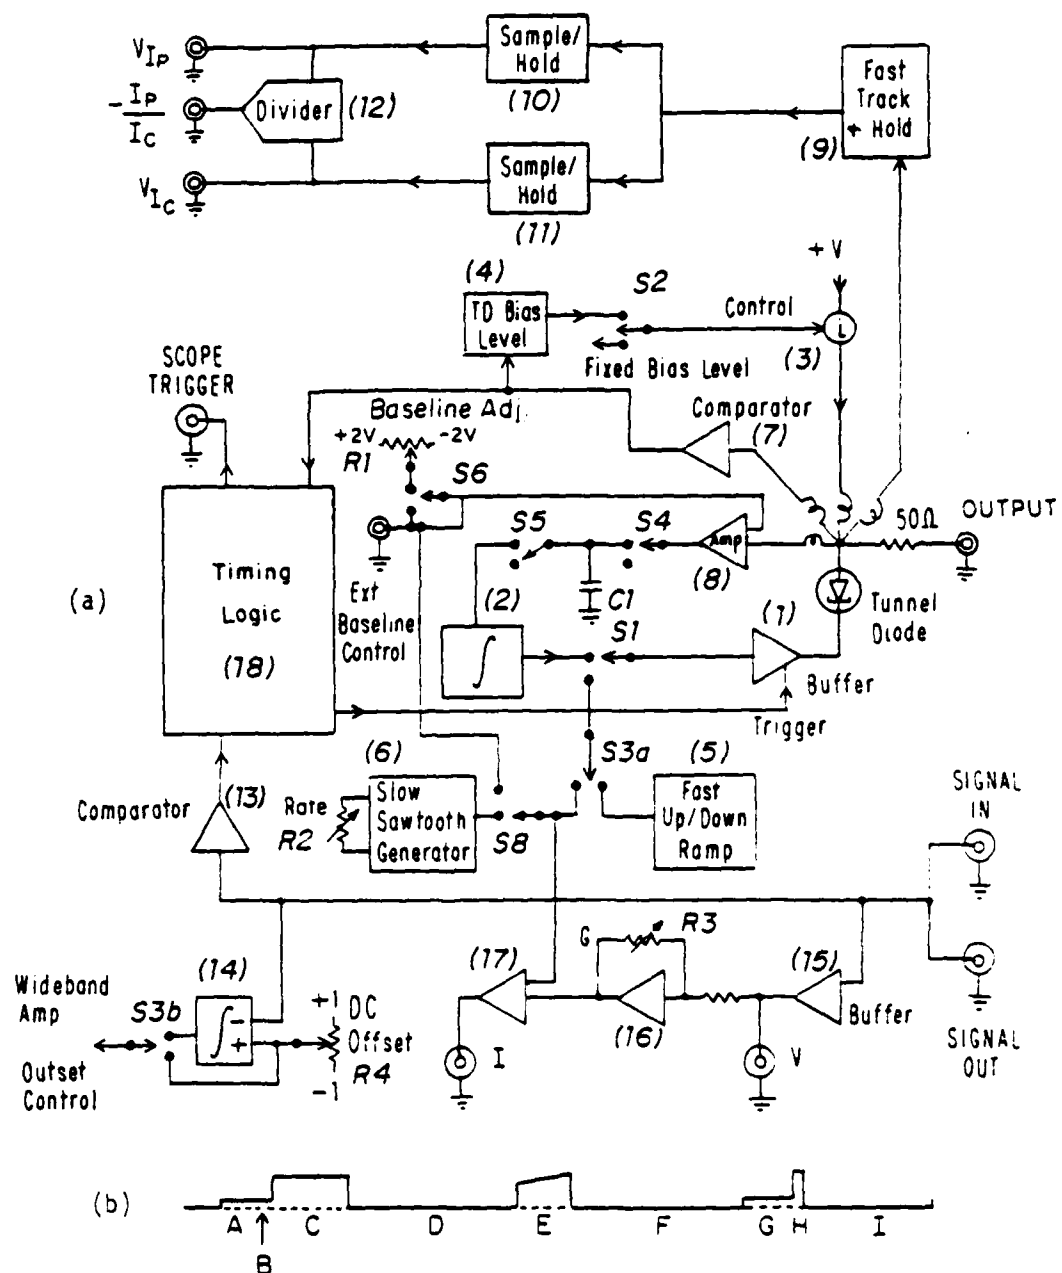 V_Ip
Sample/
Hold
(10)
Fast
Track
+ Hold
(9)
-Ip/Ic
Divider
(12)
V_Ic
Sample/
Hold
(11)
+V
(4)
TD Bias
Level
S2
Control
L
(3)
Fixed Bias Level
SCOPE
TRIGGER
Baseline Adj.
+2V
-2V
R1
Comparator
(7)
S6
S5
S4
Amp
(8)
50Ω
OUTPUT
(a)
Timing
Logic
(18)
Ext
Baseline
Control
(2)
∫
C1
S1
(1)
Buffer
Tunnel
Diode
Trigger
(6)
S3a
(5)
Comparator
(13)
Rate
R2
Slow
Sawtooth
Generator
S8
Fast
Up/Down
Ramp
SIGNAL
IN
G
R3
(14)
(17)
(15)
Wideband
Amp
S3b
∫
-
+
+1
DC
Offset
R4
-1
(16)
Buffer
Outset
Control
I
V
SIGNAL
OUT
(b)
A
B
C
D
E
F
G
H
I